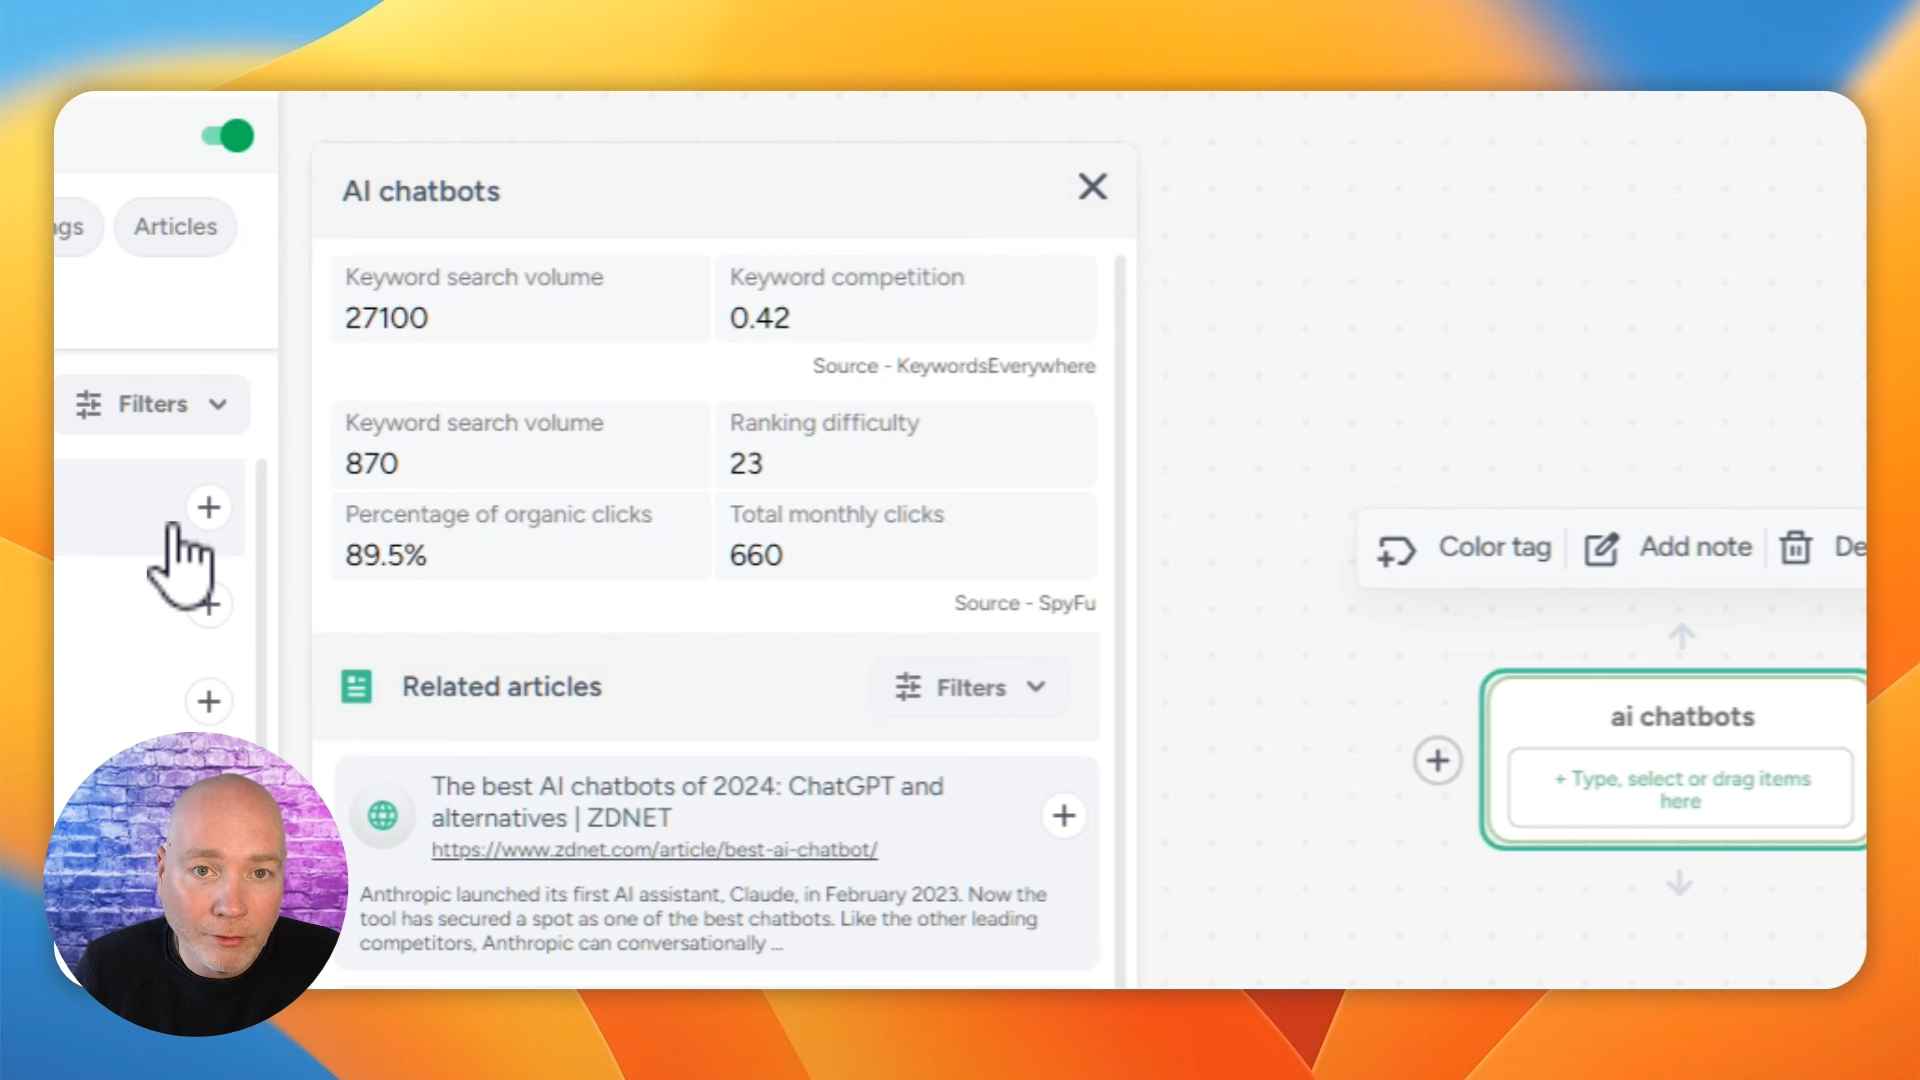 AI chatbots
gs
Articles
Keyword search volume
27100
Keyword competition
0.42
Source - KeywordsEverywhere
Filters
Keyword search volume
870
Ranking difficulty
23
Percentage of organic clicks
89.5%
Total monthly clicks
660
Source - SpyFu
Color tag
Add note
De
Related articles
Filters
ai chatbots
+ Type, select or drag items
here
The best AI chatbots of 2024: ChatGPT and
alternatives | ZDNET
https://www.zdnet.com/article/best-ai-chatbot/
Anthropic launched its first AI assistant, Claude, in February 2023. Now the
tool has secured a spot as one of the best chatbots. Like the other leading
competitors, Anthropic can conversationally ...